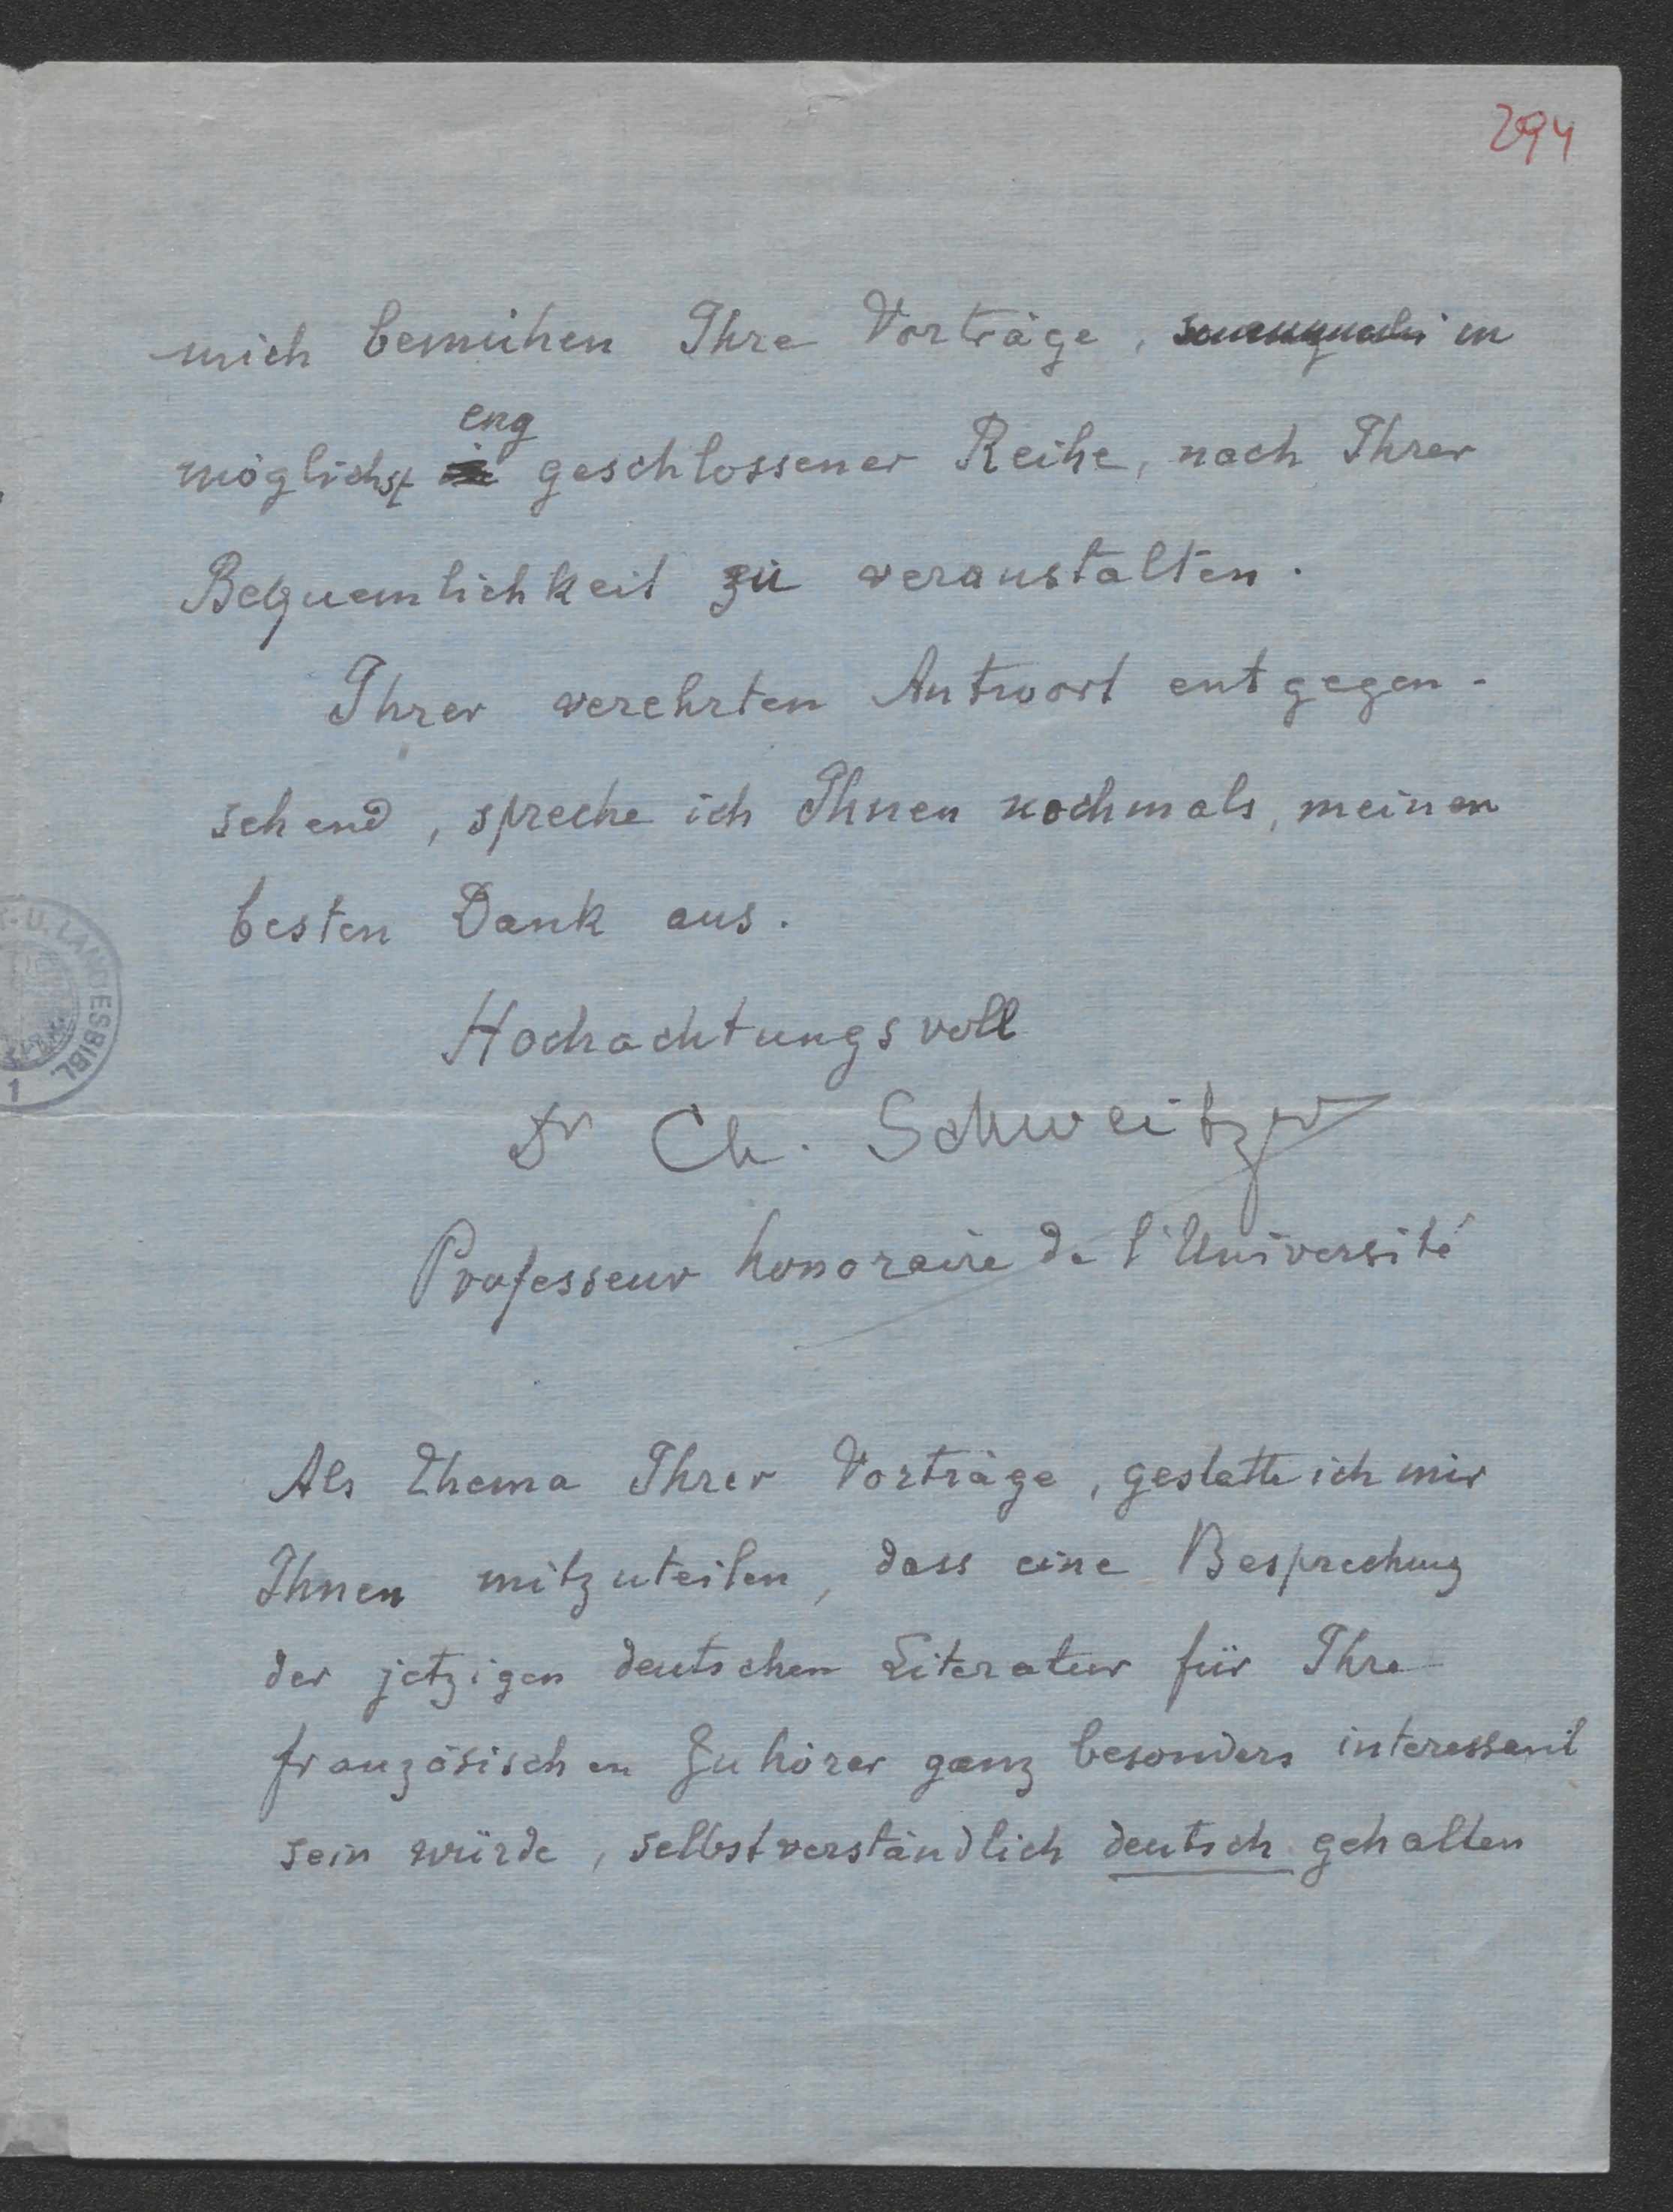 294
mich bemühen Ihre Vorträge, in
möglichst eng geschlossener Reihe, nach Ihrer
Bequemlichkeit zu veranstalten.
Ihrer verehrten Antwort entgegen-
sehend, spreche ich Ihnen nochmals, meinen
besten Dank aus.
U. LANDESBIBL.
1
Hochachtungsvoll
Dr Ch. Schweitzer
Professeur honoraire de l'Université
Als Thema Ihrer Vorträge, gestatte ich mir
Ihnen mitzuteilen, dass eine Besprechung
der jetzigen deutschen Literatur für Ihre
französischen Zuhörer ganz besonders interessant
sein würde, selbstverständlich deutsch gehalten